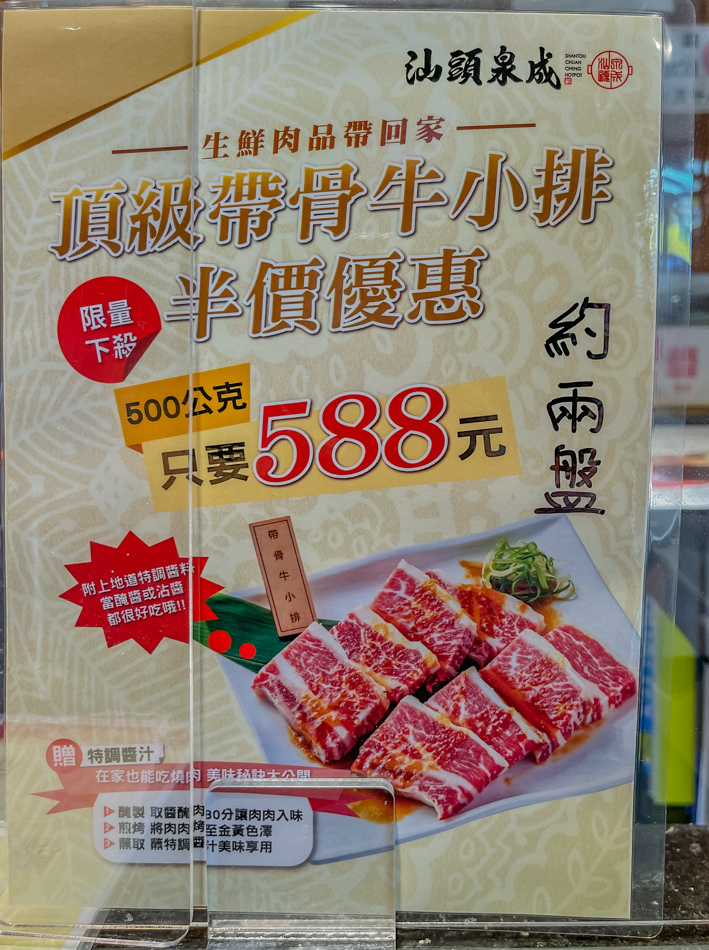 汕頭泉成
SHANTOU
CHUAN
CHENG
HOTPOT
生鮮肉品帶回家
頂級帶骨牛小排
半價優惠
限量
下殺
約兩盤
500公克
只要588元
帶骨牛小排
附上地道特調醬料
當醃醬或沾醬
都很好吃哦!!
贈 特調醬汁
在家也能吃燒肉 美味秘訣大公開
1 醃製 取醬醃肉30分讓肉肉入味
2 煎烤 將肉肉烤至金黃色澤
3 蘸取 蘸特調醬汁美味享用